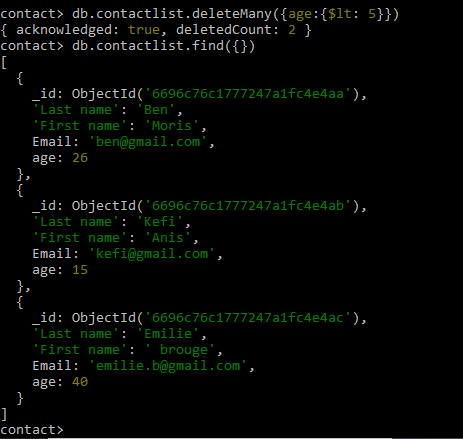 contact> db.contactlist.deleteMany({age:{$lt: 5}})
{ acknowledged: true, deletedCount: 2 }
contact> db.contactlist.find({})
[
  {
    _id: ObjectId('6696c76c1777247a1fc4e4aa'),
    'Last name': 'Ben',
    'First name': 'Moris',
    Email: 'ben@gmail.com',
    age: 26
  },
  {
    _id: ObjectId('6696c76c1777247a1fc4e4ab'),
    'Last name': 'Kefi',
    'First name': 'Anis',
    Email: 'kefi@gmail.com',
    age: 15
  },
  {
    _id: ObjectId('6696c76c1777247a1fc4e4ac'),
    'Last name': 'Emilie',
    'First name': ' brouge',
    Email: 'emilie.b@gmail.com',
    age: 40
  }
]
contact>